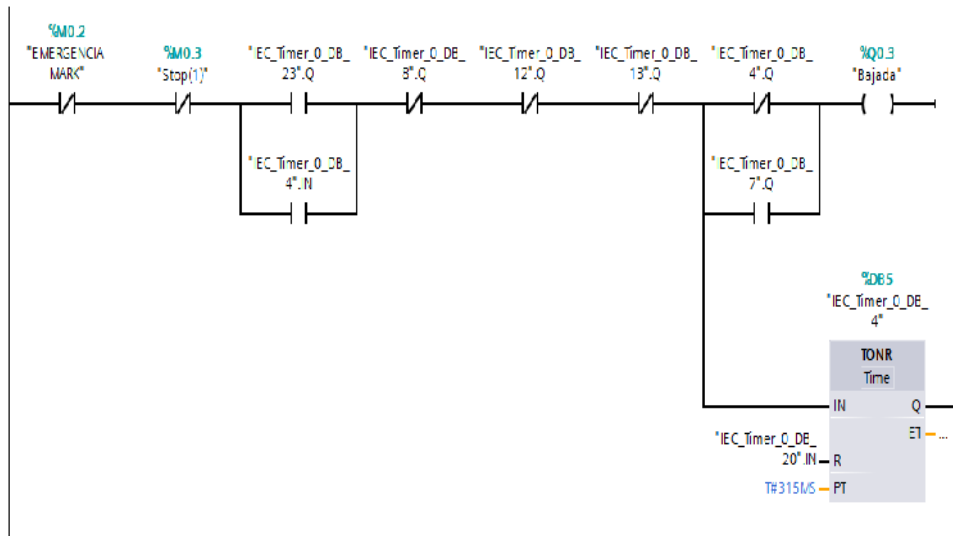 %M0.2
"EMERGENCIA
MARK"
%M0.3
"Stop(1)"
"IEC_Timer_0_DB_
23".Q
"IEC_Timer_0_DB_
8".Q
"IEC_Timer_0_DB_
12".Q
"IEC_Timer_0_DB_
13".Q
"IEC_Timer_0_DB_
4".Q
%Q0.3
"Bajada"
"IEC_Timer_0_DB_
4".IN
"IEC_Timer_0_DB_
7".Q
%DB5
"IEC_Timer_0_DB_
4"
TONR
Time
IN
Q
ET
...
"IEC_Timer_0_DB_
20".IN
R
T#315MS
PT